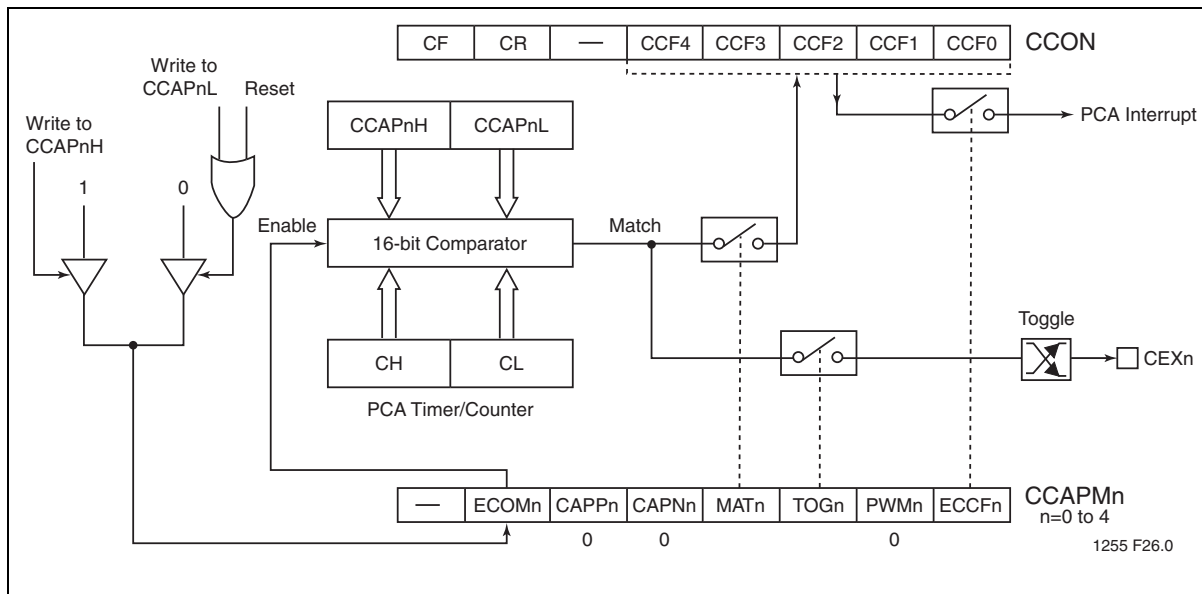 CF CR — CCF4 CCF3 CCF2 CCF1 CCF0 CCON
Write to
CCAPnL
Reset
Write to
CCAPnH
CCAPnH CCAPnL
PCA Interrupt
1 0
Enable
16-bit Comparator
Match
Toggle
CH CL
CEXn
PCA Timer/Counter
— ECOMn CAPPn CAPNn MATn TOGn PWMn ECCFn CCAPMn
n=0 to 4
0 0 0
1255 F26.0